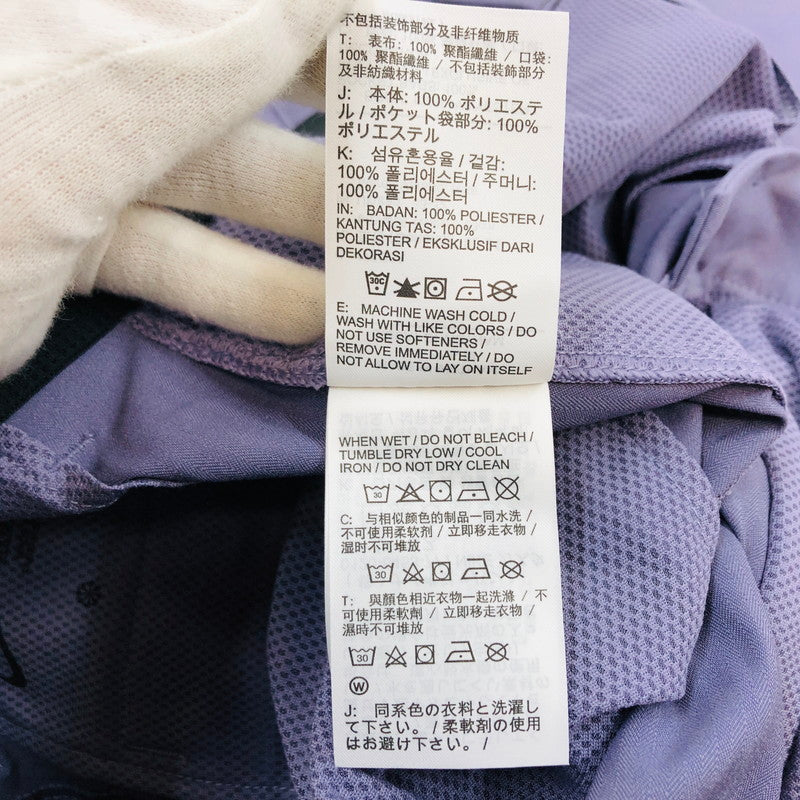 不包括装饰部分及非纤维物质
T: 表布: 100% 聚酯纖維 / 口袋:
100% 聚酯纖維 / 不包括裝飾部分
及非紡織材料
J: 本体: 100% ポリエステ
ル / ポケット袋部分: 100%
ポリエステル
K: 섬유혼용율 / 겉감:
100% 폴리에스터 / 주머니:
100% 폴리에스터
IN: BADAN: 100% POLIESTER /
KANTUNG TAS: 100%
POLIESTER / EKSKLUSIF DARI
DEKORASI
30C
E: MACHINE WASH COLD /
WASH WITH LIKE COLORS / DO
NOT USE SOFTENERS /
REMOVE IMMEDIATELY / DO
NOT ALLOW TO LAY ON ITSELF
WHEN WET / DO NOT BLEACH /
TUMBLE DRY LOW / COOL
IRON / DO NOT DRY CLEAN
30
C: 与相似颜色的制品一同水洗 /
不可使用柔软剂 / 立即移走衣物 /
湿时不可堆放
30
T: 與顏色相近衣物一起洗滌 / 不
可使用柔軟劑 / 立即移走衣物 /
濕時不可堆放
30
W
J: 同系色の衣料と洗濯し
て下さい。 / 柔軟剤の使用
はお避け下さい。 /